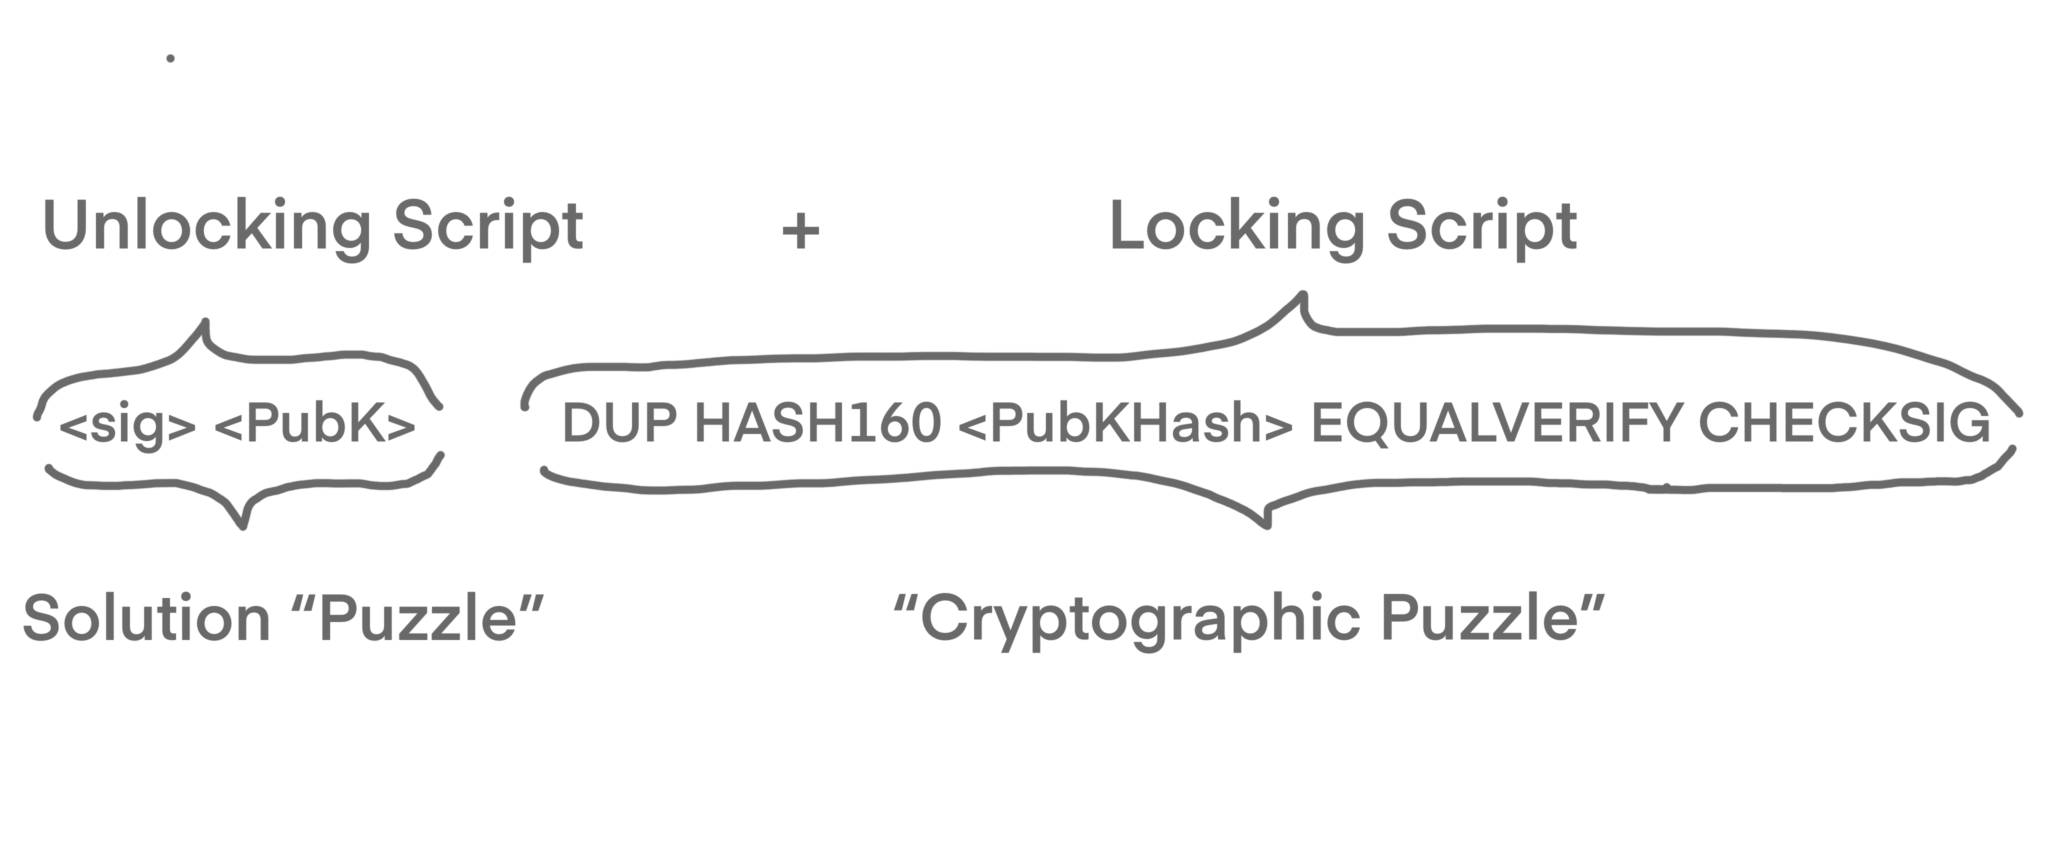 Unlocking Script + Locking Script
<sig> <PubK> DUP HASH160 <PubKHash> EQUALVERIFY CHECKSIG
Solution “Puzzle” “Cryptographic Puzzle”